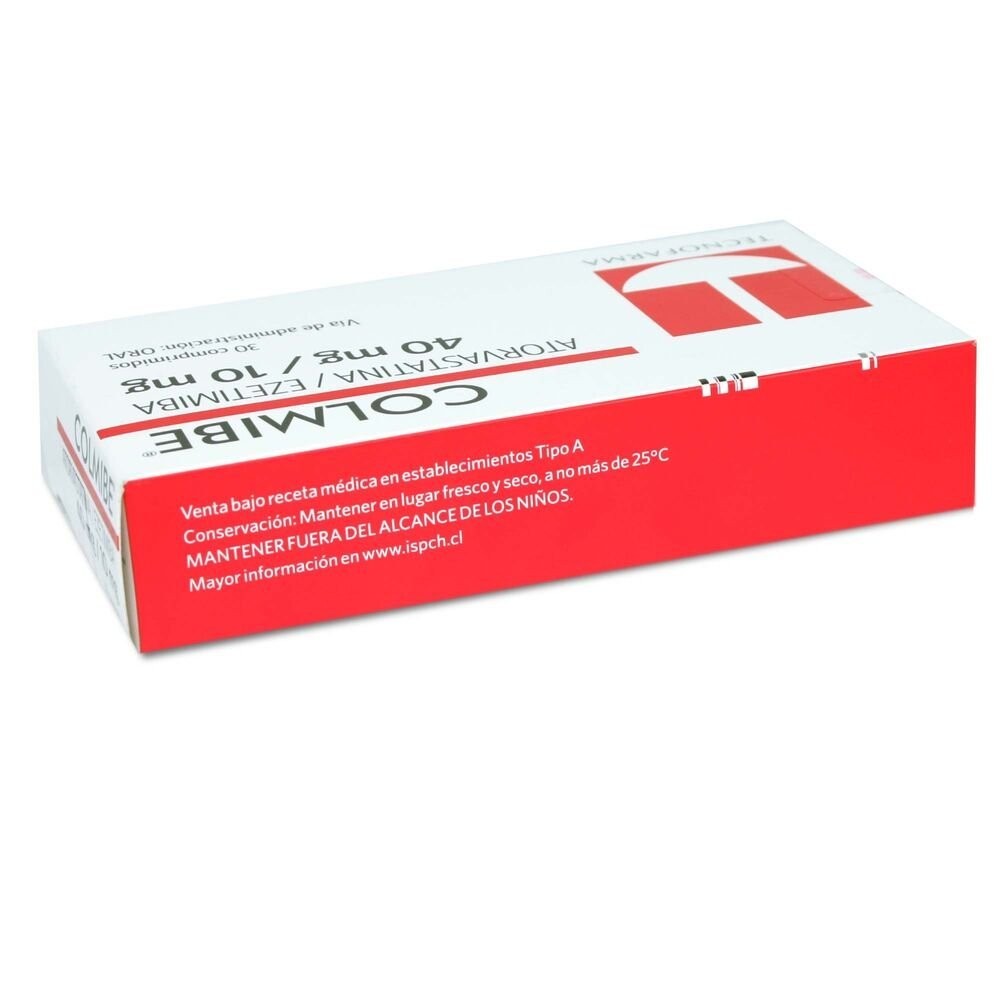 TECNOFARMA
COLMIBE®
ATORVASTATINA / EZETIMIBA
40 mg / 10 mg
30 comprimidos
Vía de administración: ORAL
COLMIBE
Venta bajo receta médica en establecimientos Tipo A
Conservación: Mantener en lugar fresco y seco, a no más de 25°C
MANTENER FUERA DEL ALCANCE DE LOS NIÑOS.
Mayor información en www.ispch.cl